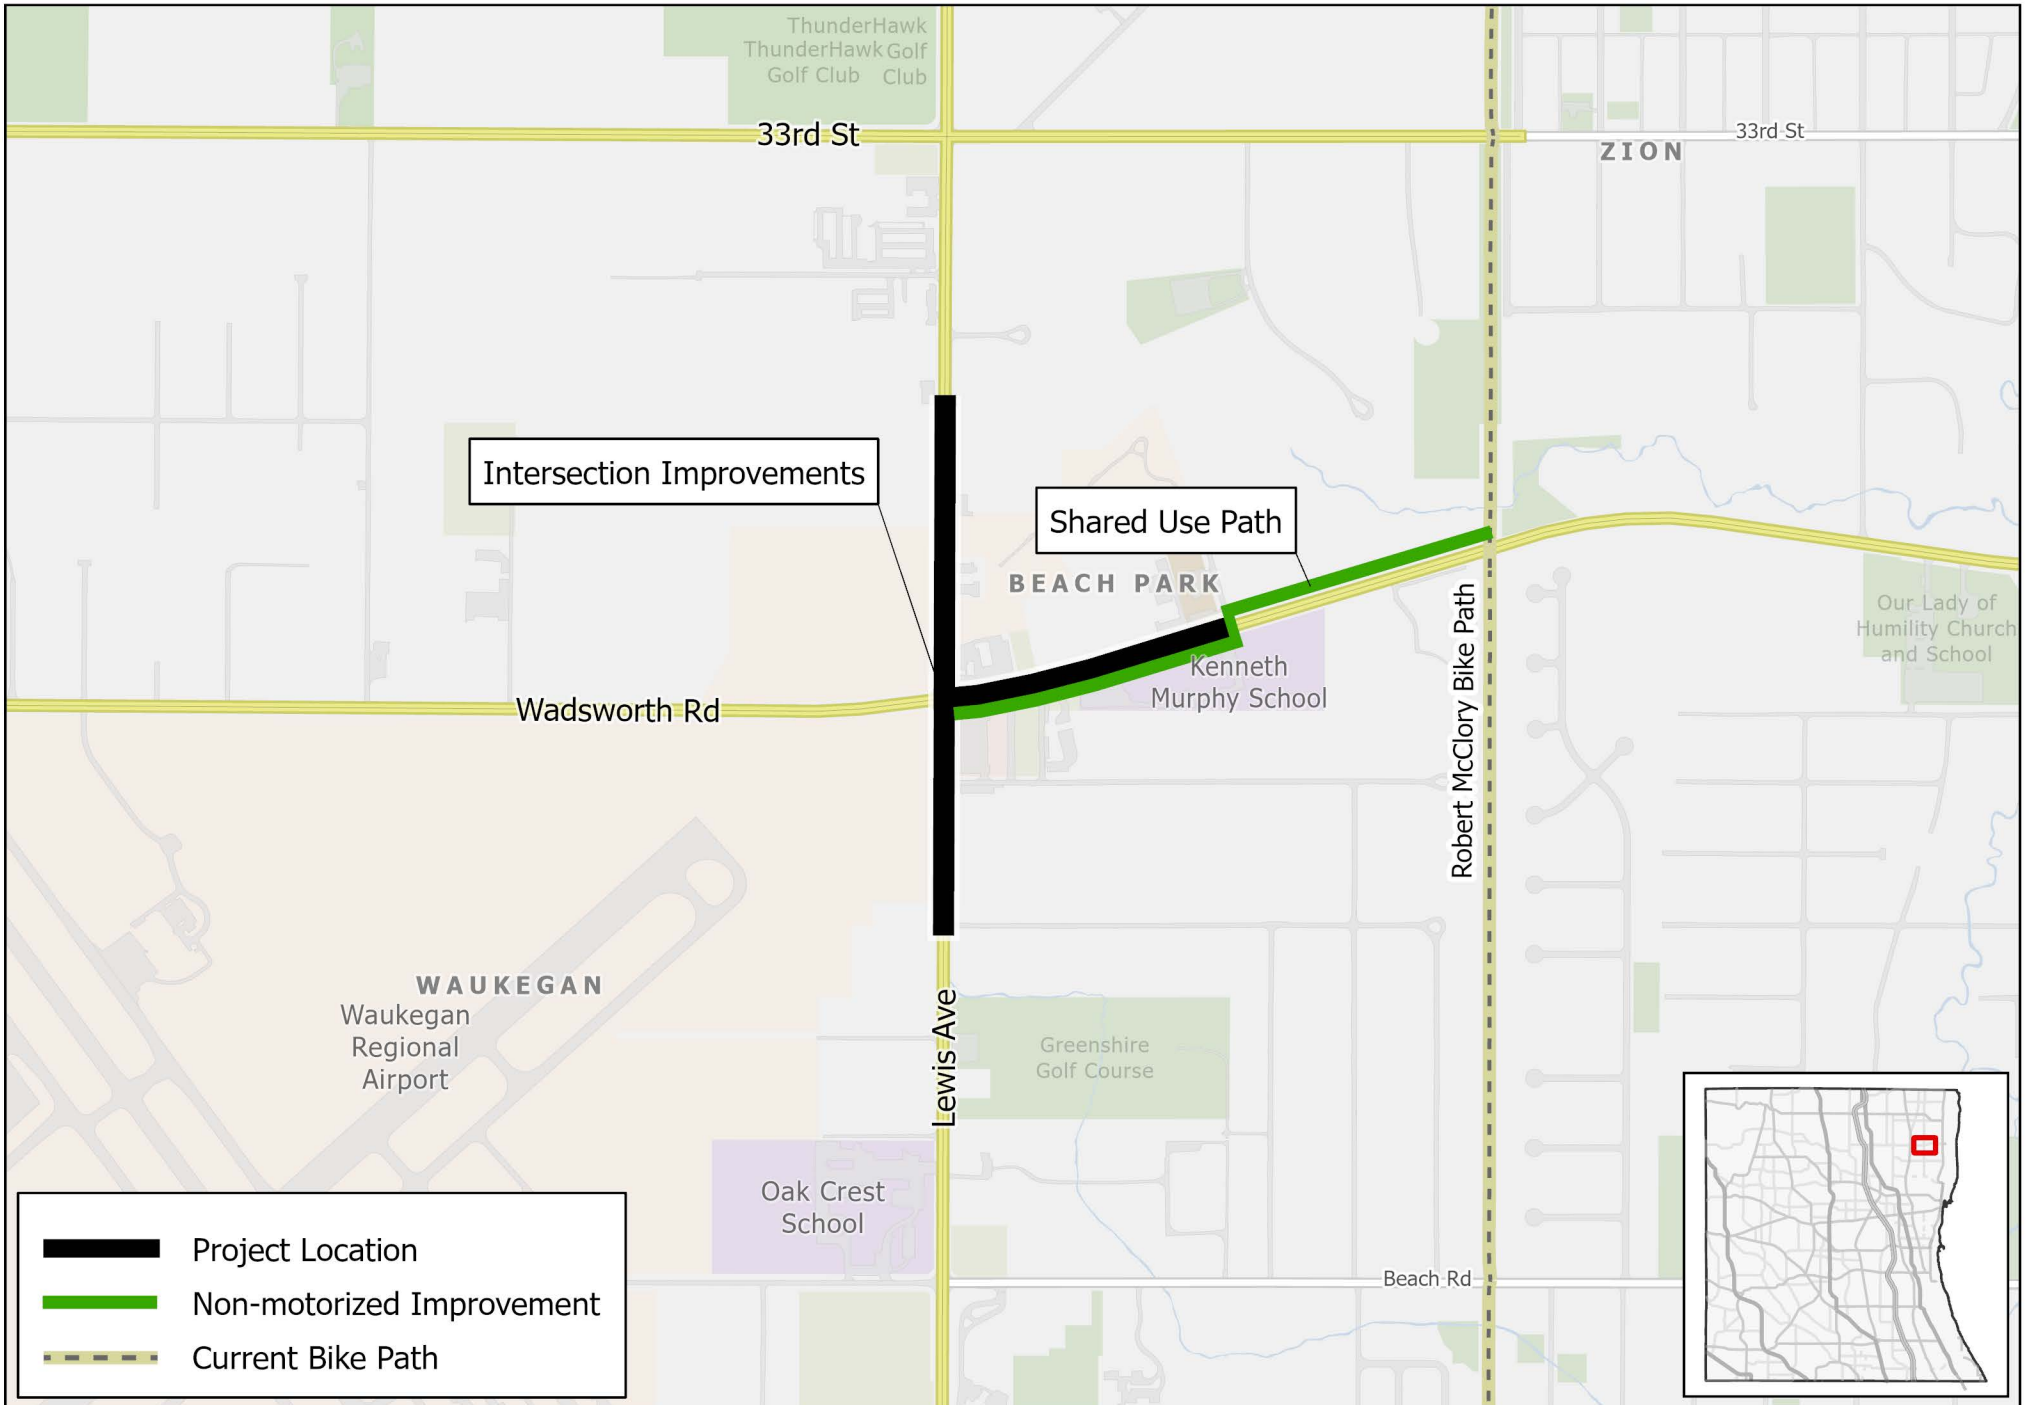 ThunderHawk
ThunderHawk Golf
Golf Club Club
33rd St
33rd St
ZION
Intersection Improvements
Shared Use Path
BEACH PARK
Our Lady of
Humility Church
and School
Kenneth
Murphy School
Wadsworth Rd
Robert McClory Bike Path
WAUKEGAN
Waukegan
Regional
Airport
Lewis Ave
Greenshire
Golf Course
Oak Crest
School
Beach Rd
Project Location
Non-motorized Improvement
Current Bike Path